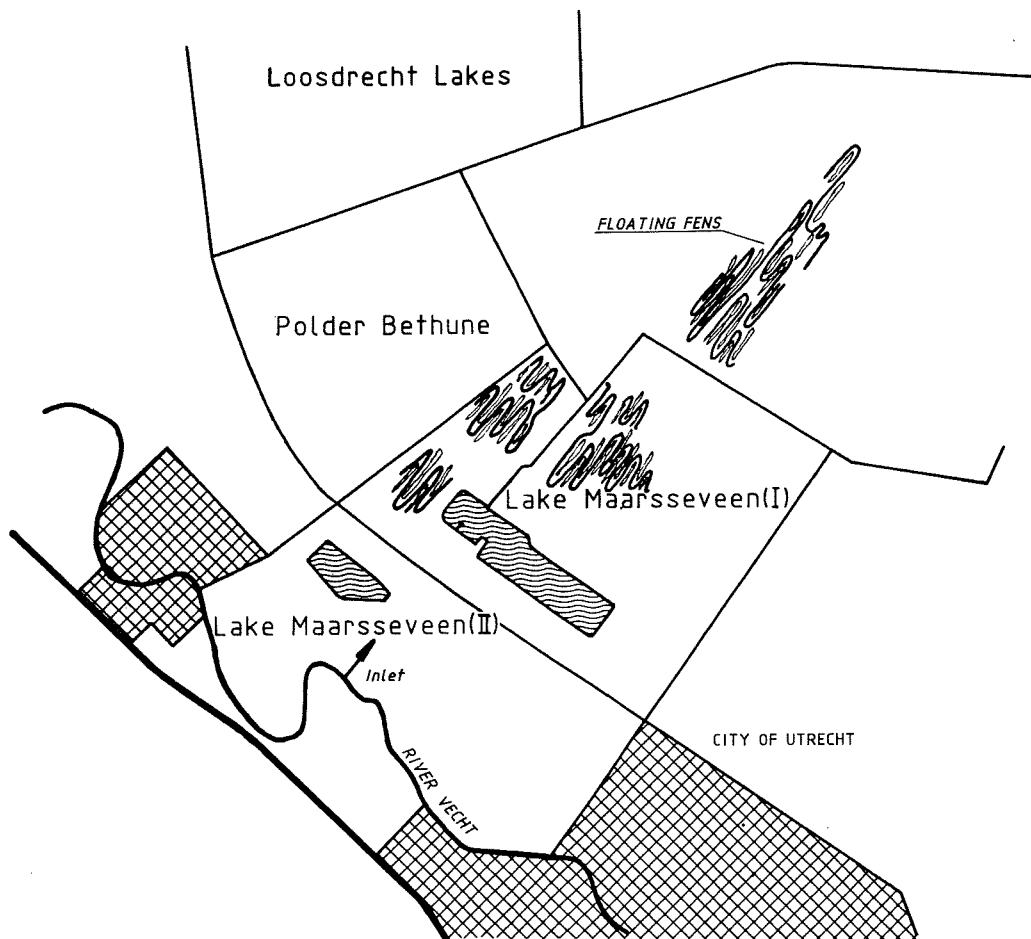 Loosdrecht Lakes
FLOATING FENS
Polder Bethune
Lake Maarsseveen(I)
Lake Maarsseveen(II)
Inlet
RIVER VECHT
CITY OF UTRECHT